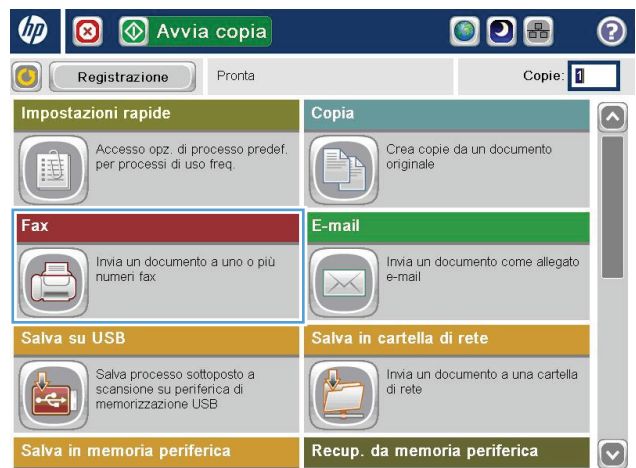 hp
Avvia copia
?
Registrazione
Pronta
Copie: 1
Impostazioni rapide
Accesso opz. di processo predef.
per processi di uso freq.
Copia
Crea copie da un documento
originale
Fax
Invia un documento a uno o più
numeri fax
E-mail
Invia un documento come allegato
e-mail
Salva su USB
Salva processo sottoposto a
scansione su periferica di
memorizzazione USB
Salva in cartella di rete
Invia un documento a una cartella
di rete
Salva in memoria periferica
Recup. da memoria periferica